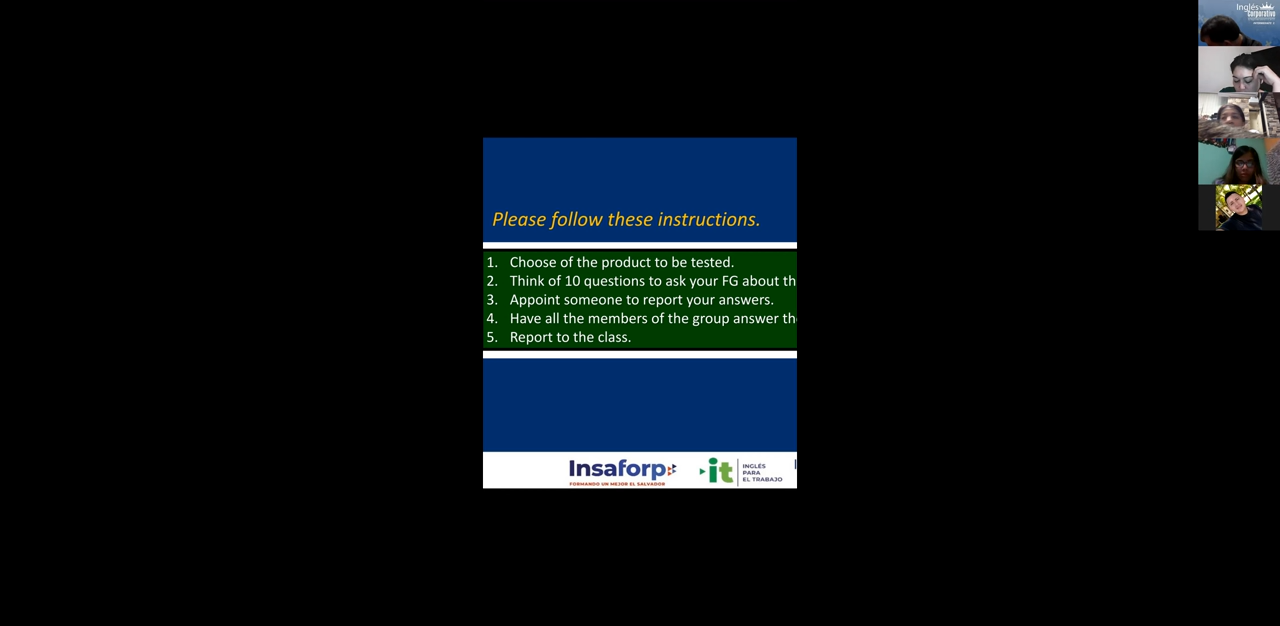 Inglés
Corporativo
Please follow these instructions.
1. Choose of the product to be tested.
2. Think of 10 questions to ask your FG about th
3. Appoint someone to report your answers.
4. Have all the members of the group answer th
5. Report to the class.
Insaforp
FORMANDO UN MEJOR EL SALVADOR
it
INGLÉS
PARA
EL TRABAJO